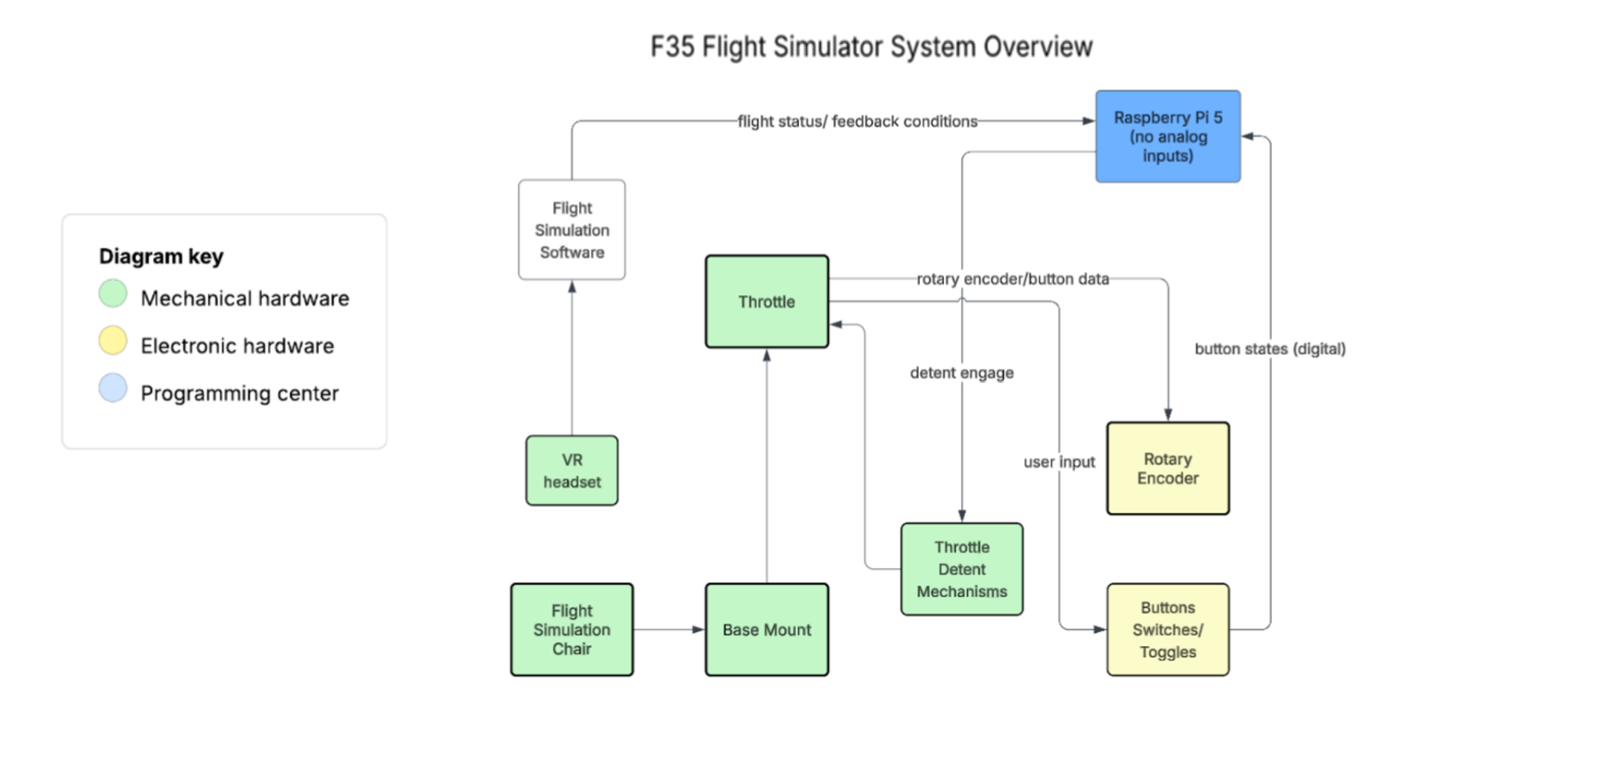 F35 Flight Simulator System Overview
flight status/ feedback conditions
Raspberry Pi 5
(no analog
inputs)
Flight
Simulation
Software
Diagram key
Mechanical hardware
Electronic hardware
Programming center
Throttle
rotary encoder/button data
button states (digital)
detent engage
user input
Rotary
Encoder
VR
headset
Throttle
Detent
Mechanisms
Flight
Simulation
Chair
Base Mount
Buttons
Switches/
Toggles